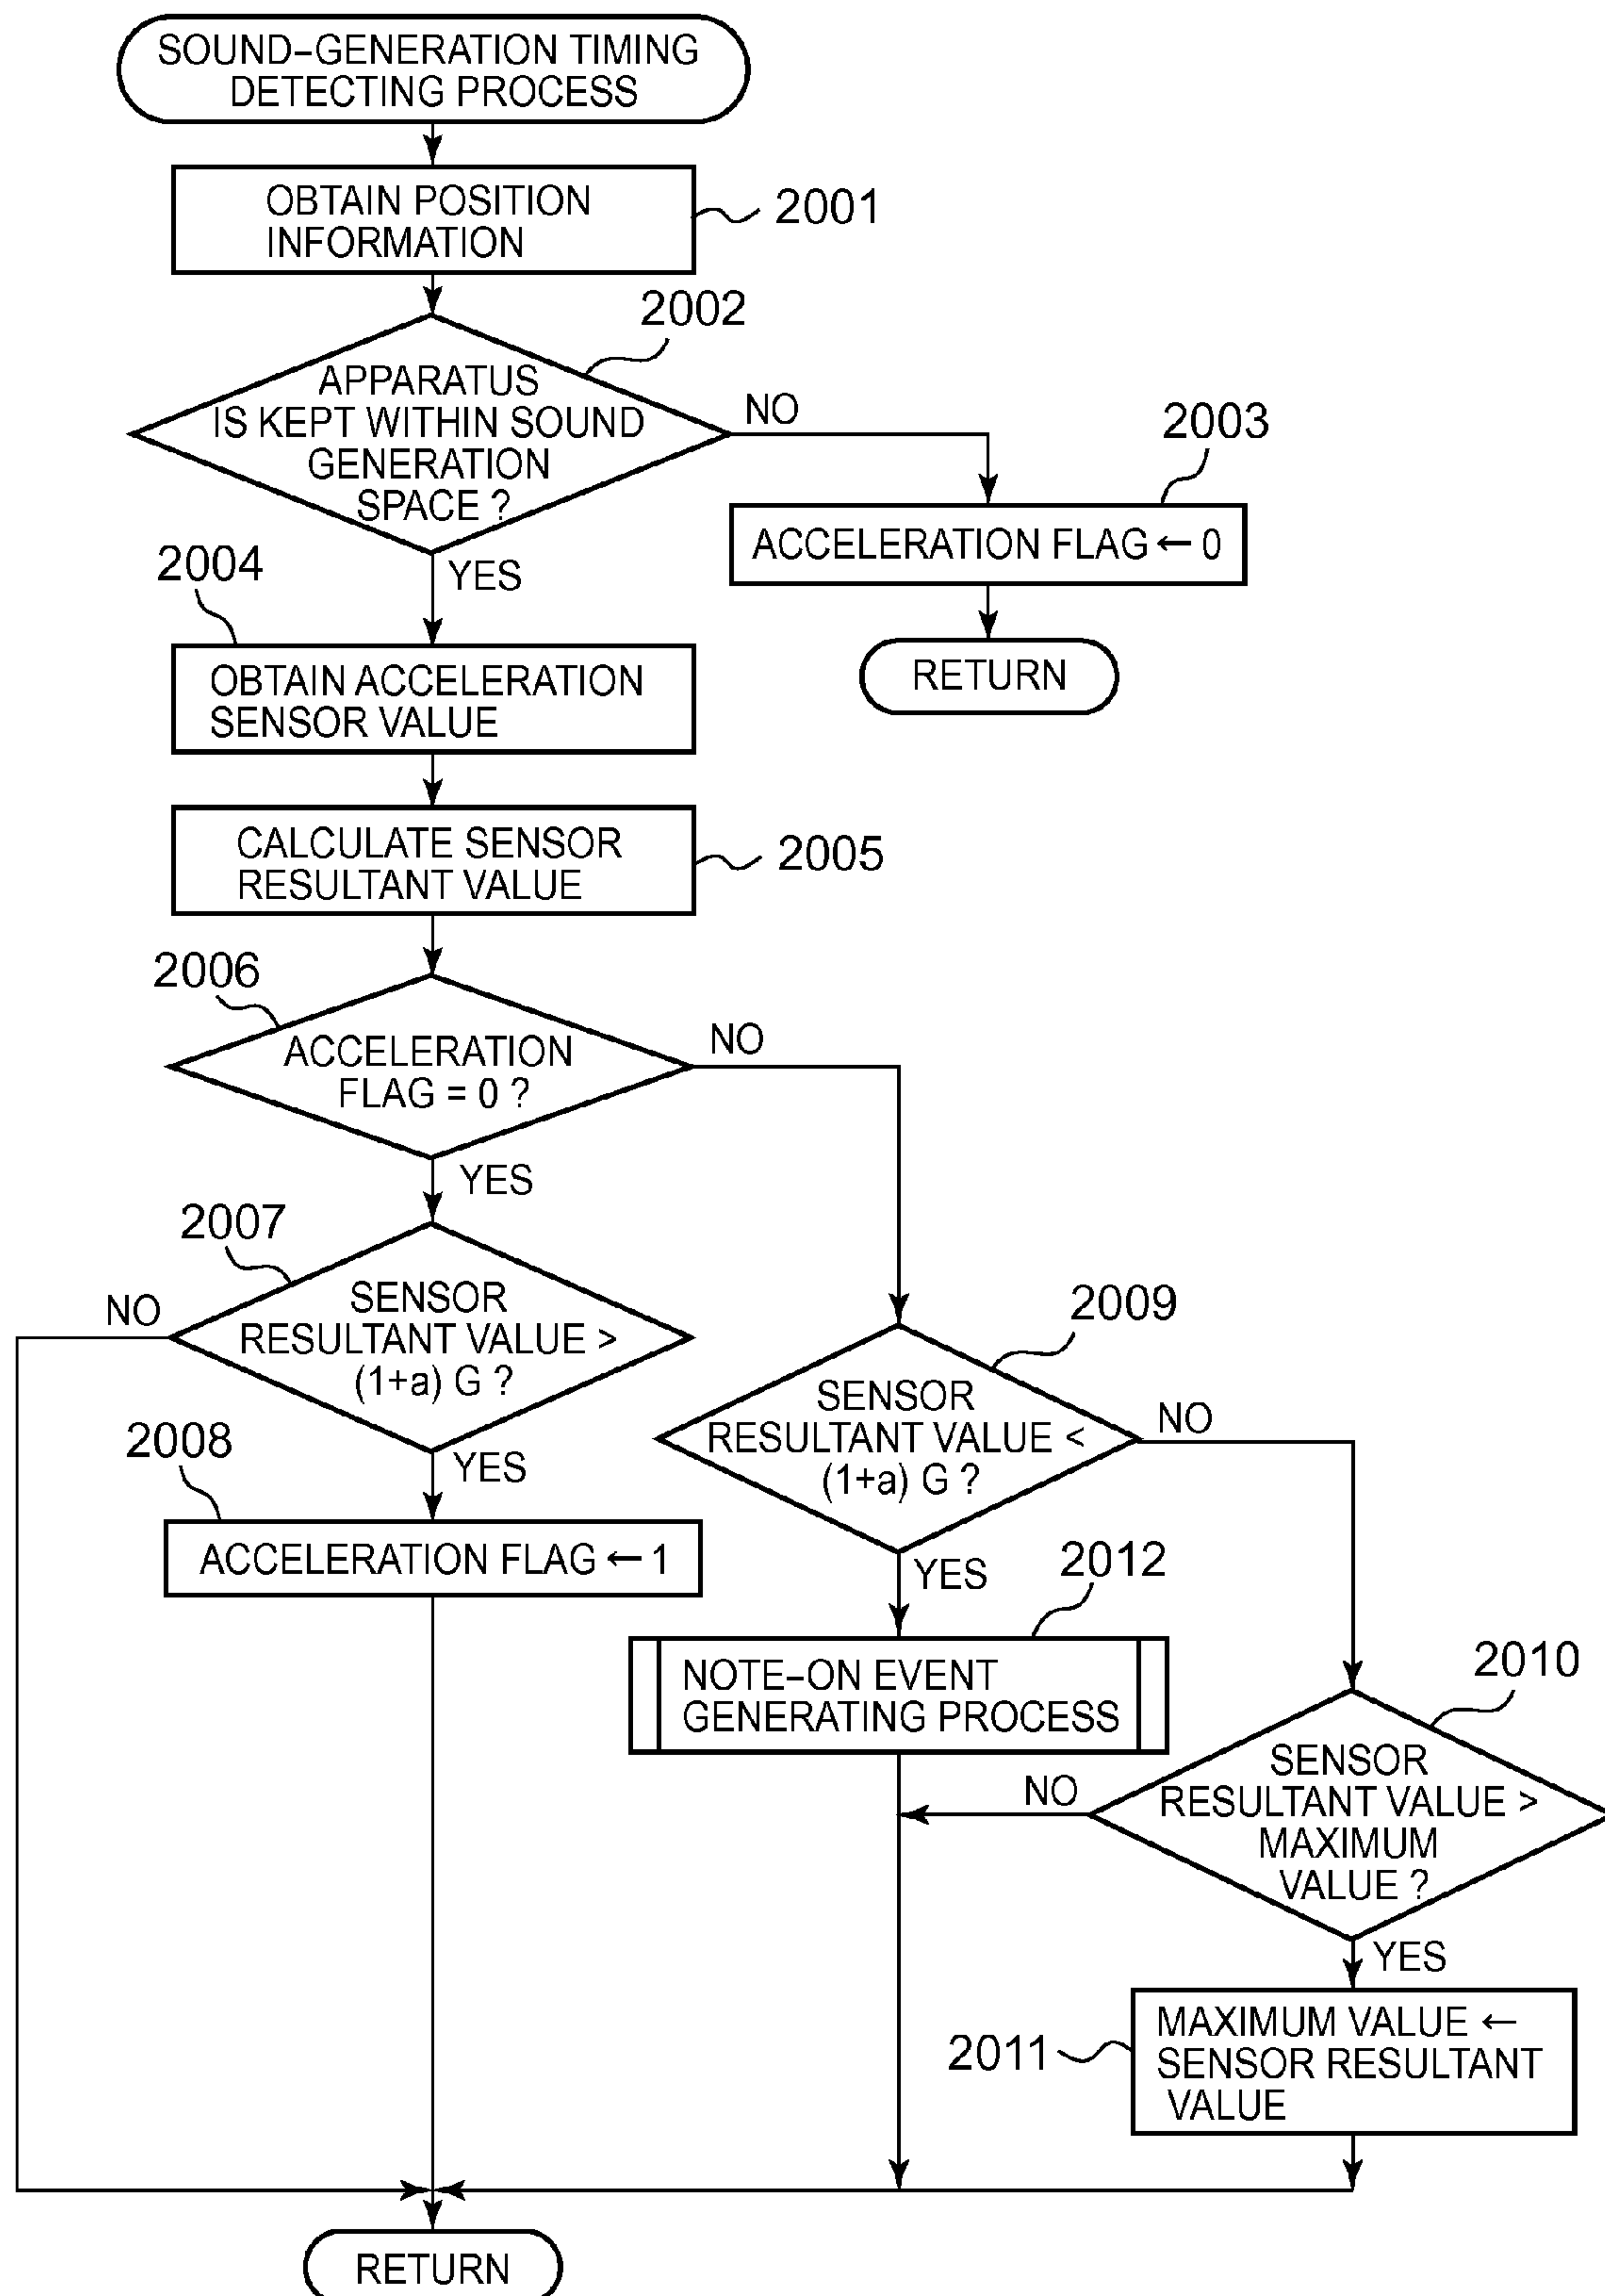 SOUND-GENERATION TIMING
DETECTING PROCESS
OBTAIN POSITION
INFORMATION
2001
2002
APPARATUS
IS KEPT WITHIN SOUND
GENERATION
SPACE ?
NO
2003
ACCELERATION FLAG ← 0
RETURN
YES
2004
OBTAIN ACCELERATION
SENSOR VALUE
CALCULATE SENSOR
RESULTANT VALUE
2005
2006
ACCELERATION
FLAG = 0 ?
NO
YES
2007
SENSOR
RESULTANT VALUE >
(1+a) G ?
NO
YES
2008
ACCELERATION FLAG ← 1
2009
SENSOR
RESULTANT VALUE <
(1+a) G ?
NO
YES
2012
NOTE-ON EVENT
GENERATING PROCESS
2010
SENSOR
RESULTANT VALUE >
MAXIMUM
VALUE ?
NO
YES
2011
MAXIMUM VALUE ←
SENSOR RESULTANT
VALUE
RETURN